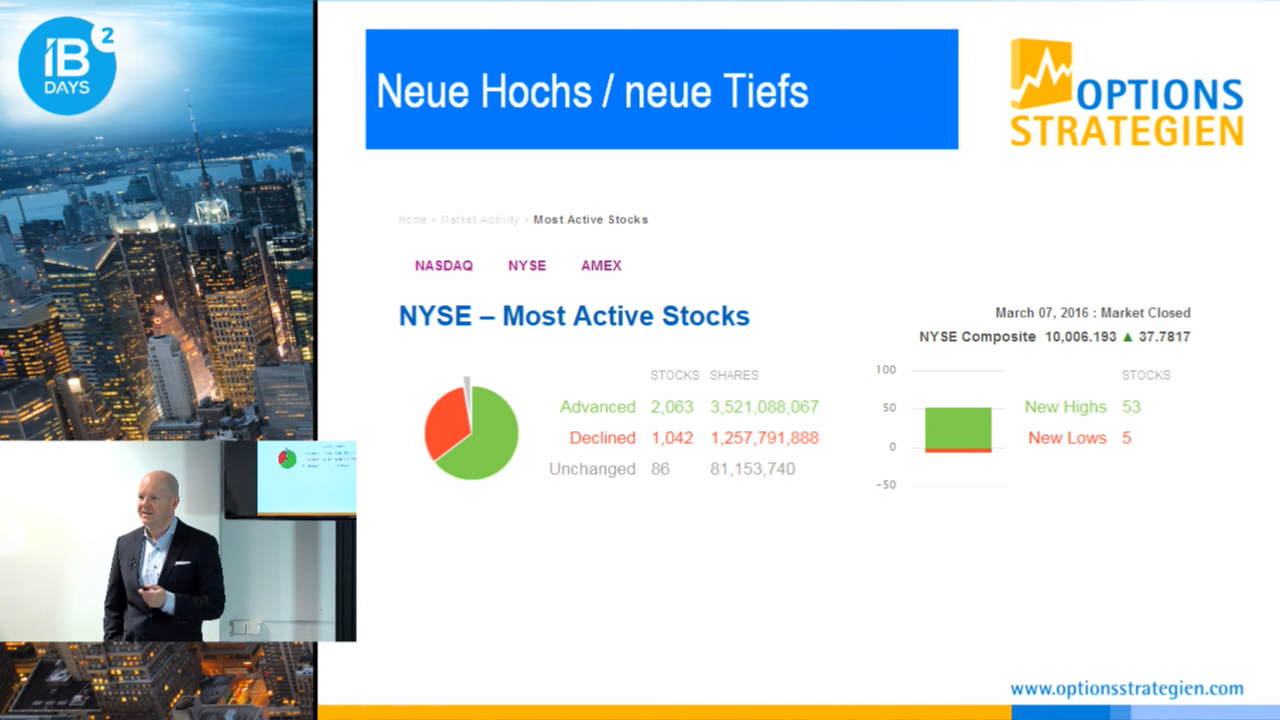 IB 2
DAYS
Neue Hochs / neue Tiefs
OPTIONS
STRATEGIEN
Home » Market Activity » Most Active Stocks
NASDAQ NYSE AMEX
NYSE – Most Active Stocks
March 07, 2016 : Market Closed
NYSE Composite 10,006.193 ▲ 37.7817
STOCKS SHARES
Advanced 2,063 3,521,088,067
Declined 1,042 1,257,791,888
Unchanged 86 81,153,740
100
50
0
−50
STOCKS
New Highs 53
New Lows 5
www.optionsstrategien.com